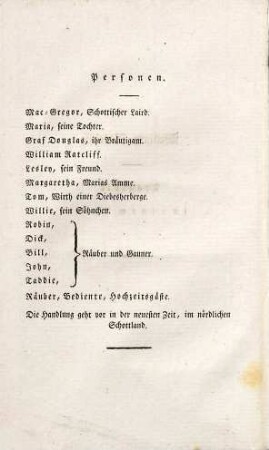 Personen.
Mac-Gregor, Schottischer Laird.
Maria, seine Tochter.
Graf Douglas, ihr Bräutigam.
William Ratcliff.
Lesley, sein Freund.
Margaretha, Marias Amme.
Tom, Wirth einer Diebesherberge.
Willie, sein Söhnchen.
Robin,
Dick,
Bill,
Räuber und Gauner.
John,
Taddie,
Räuber, Bediente, Hochzeitsgäste.
Die Handlung geht vor in der neuesten Zeit, im nördlichen
Schottland.